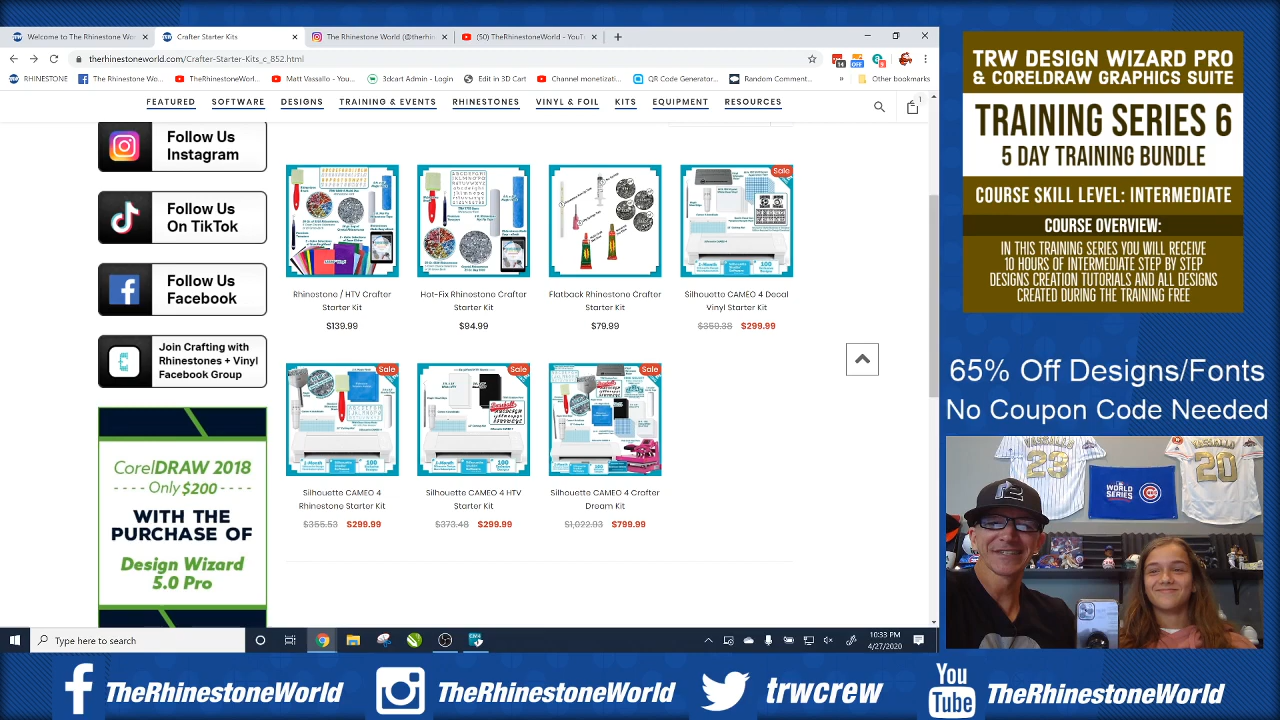 Welcome to The Rhinestone Wo
Crafter Starter Kits
The Rhinestone World (@therhin
(50) TheRhinestoneWorld - YouT
therhinestoneworld.com/Crafter-Starter-Kits_c_852.html
RHINESTONE
The Rhinestone Wo...
TheRhinestoneWorld...
Matt Vassallo - You...
3dcart Admin - Login
Edit in 3D Cart
Channel monetizati...
QR Code Generator...
Random Comment...
Other bookmarks
FEATURED SOFTWARE DESIGNS TRAINING & EVENTS RHINESTONES VINYL & FOIL KITS EQUIPMENT RESOURCES
1
Follow Us
Instagram
Follow Us
On TikTok
Follow Us
Facebook
Join Crafting with
Rhinestones + Vinyl
Facebook Group
CorelDRAW 2018
- - - - Only $200 - - - -
WITH THE
PURCHASE OF
Design Wizard
5.0 Pro
Sale
Rhinestone / HTV Crafter
Starter Kit
$139.99
Hot-Fix Rhinestone Crafter
Starter Kit
$94.99
Flatback Rhinestone Crafter
Starter Kit
$79.99
Silhouette CAMEO 4 Decal
Vinyl Starter Kit
$359.38 $299.99
Sale
Sale
Sale
Silhouette CAMEO 4
Rhinestone Starter Kit
$355.53 $299.99
Silhouette CAMEO 4 HTV
Starter Kit
$373.48 $299.99
Silhouette CAMEO 4 Crafter
Dream Kit
$1,022.93 $799.99
Type here to search
10:33 PM
4/27/2020
TRW DESIGN WIZARD PRO
& CORELDRAW GRAPHICS SUITE
TRAINING SERIES 6
5 DAY TRAINING BUNDLE
COURSE SKILL LEVEL: INTERMEDIATE
COURSE OVERVIEW:
IN THIS TRAINING SERIES YOU WILL RECEIVE
10 HOURS OF INTERMEDIATE STEP BY STEP
DESIGNS CREATION TUTORIALS AND ALL DESIGNS
CREATED DURING THE TRAINING FREE
65% Off Designs/Fonts
No Coupon Code Needed
VASSALLO
23
WORLD
SERIES
VASSALLO
20
TheRhinestoneWorld
TheRhinestoneWorld
trwcrew
You
Tube
TheRhinestoneWorld